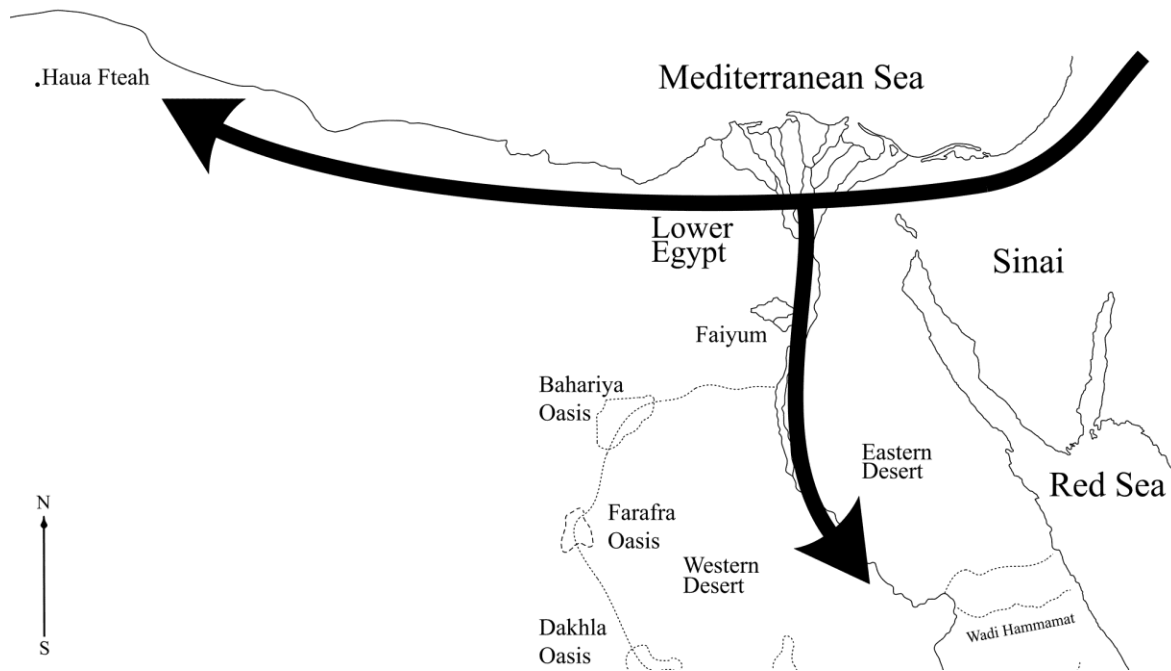 Haua Fteah
Mediterranean Sea
Lower
Egypt
Sinai
Faiyum
Bahariya
Oasis
Eastern
Desert
Red Sea
N
Farafra
Oasis
Western
Desert
S
Dakhla
Oasis
Wadi Hammamat